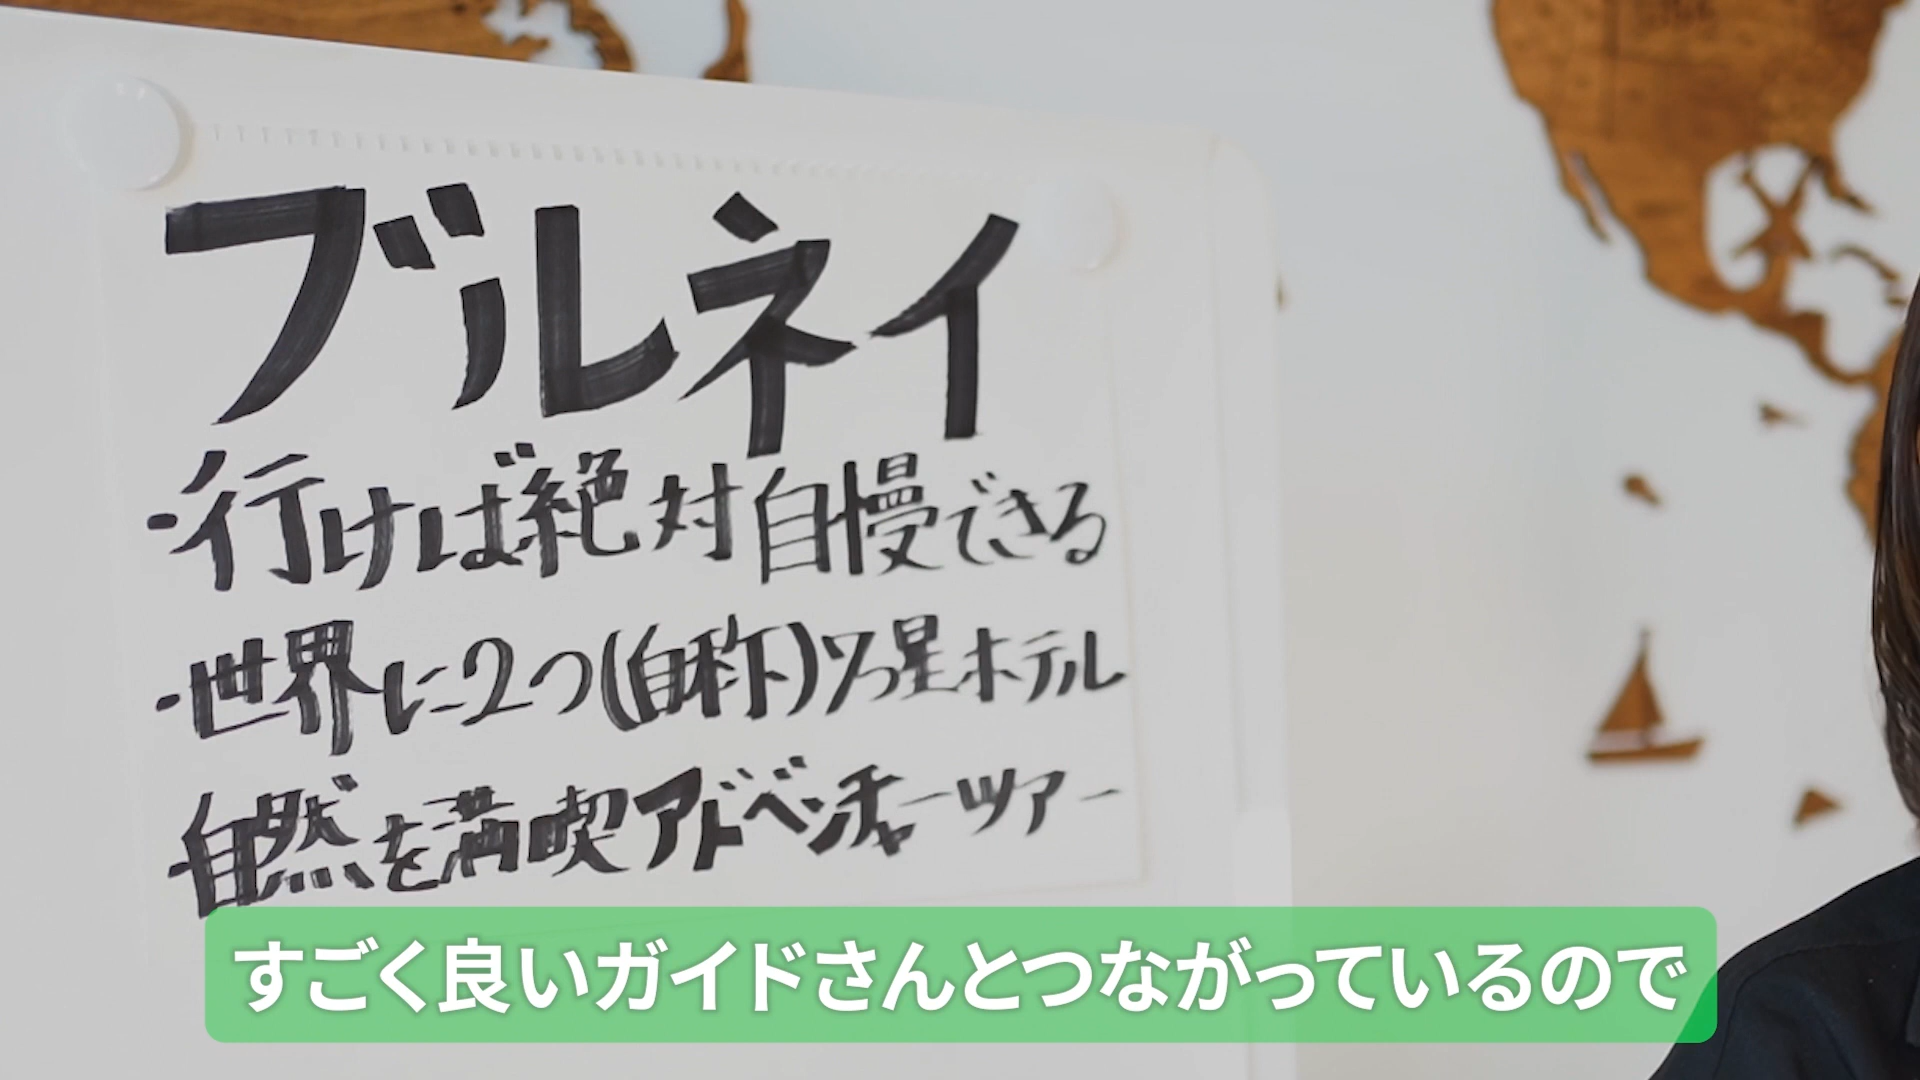 ブルネイ
・行けば絶対自慢できる
・世界に2つ(自称)7つ星ホテル
・自然を満喫アドベンチャーツアー
すごく良いガイドさんとつながっているので